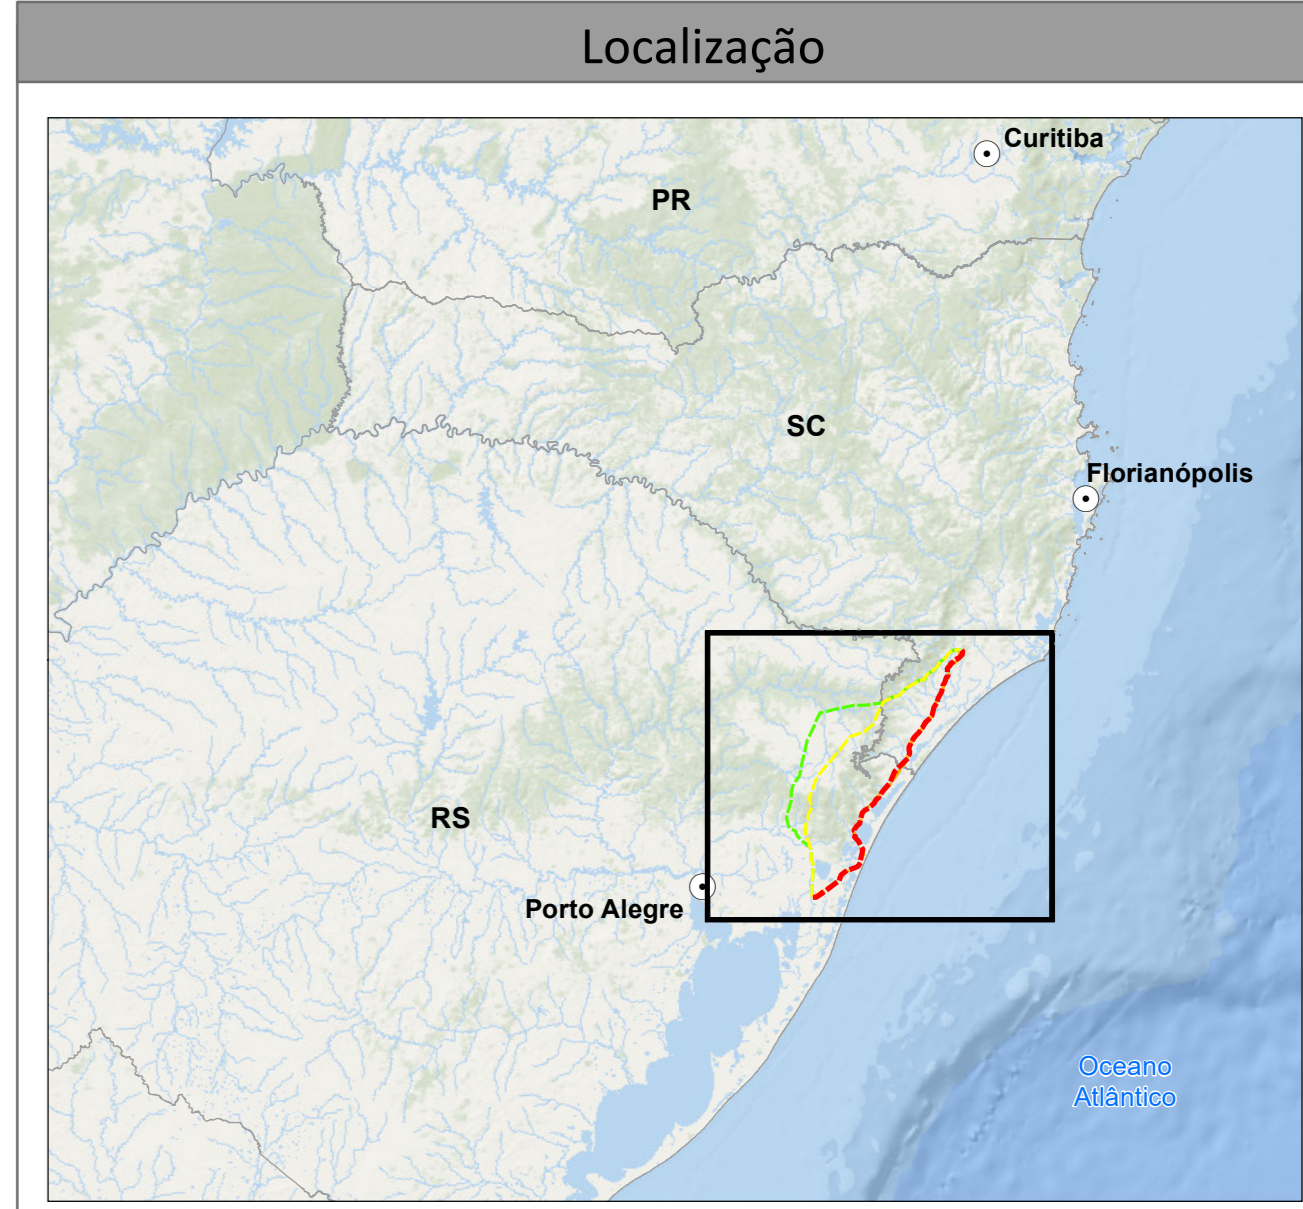 Localização
Curitiba
PR
SC
Florianópolis
RS
Porto Alegre
Oceano
Atlântico